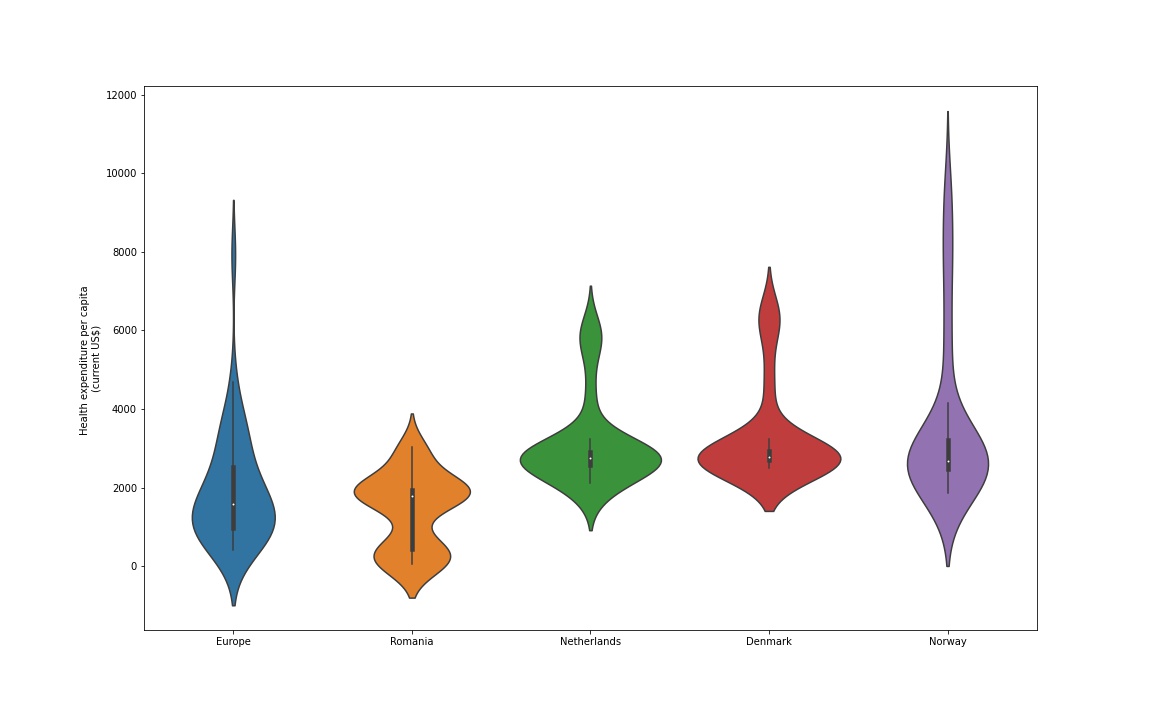 12000
10000
8000
6000
4000
2000
0
Health expenditure per capita
(current US$)
Europe Romania Netherlands Denmark Norway